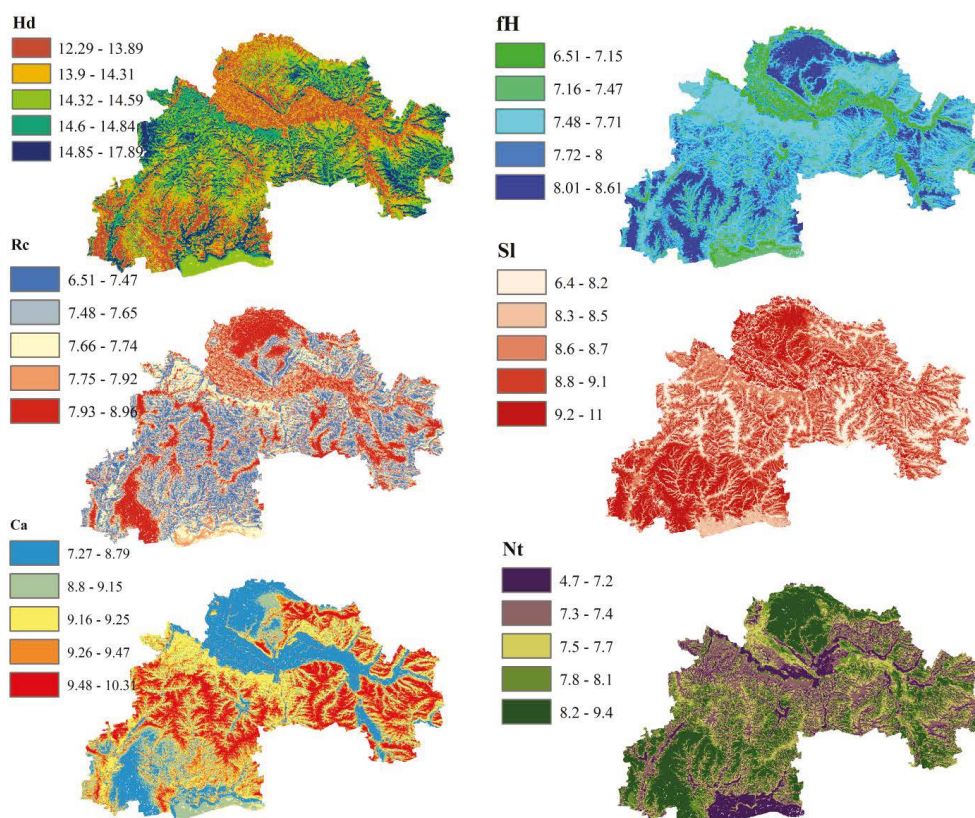 Hd
12.29 - 13.89
13.9 - 14.31
14.32 - 14.59
14.6 - 14.84
14.85 - 17.89
fH
6.51 - 7.15
7.16 - 7.47
7.48 - 7.71
7.72 - 8
8.01 - 8.61
Rc
6.51 - 7.47
7.48 - 7.65
7.66 - 7.74
7.75 - 7.92
7.93 - 8.96
Sl
6.4 - 8.2
8.3 - 8.5
8.6 - 8.7
8.8 - 9.1
9.2 - 11
Ca
7.27 - 8.79
8.8 - 9.15
9.16 - 9.25
9.26 - 9.47
9.48 - 10.31
Nt
4.7 - 7.2
7.3 - 7.4
7.5 - 7.7
7.8 - 8.1
8.2 - 9.4